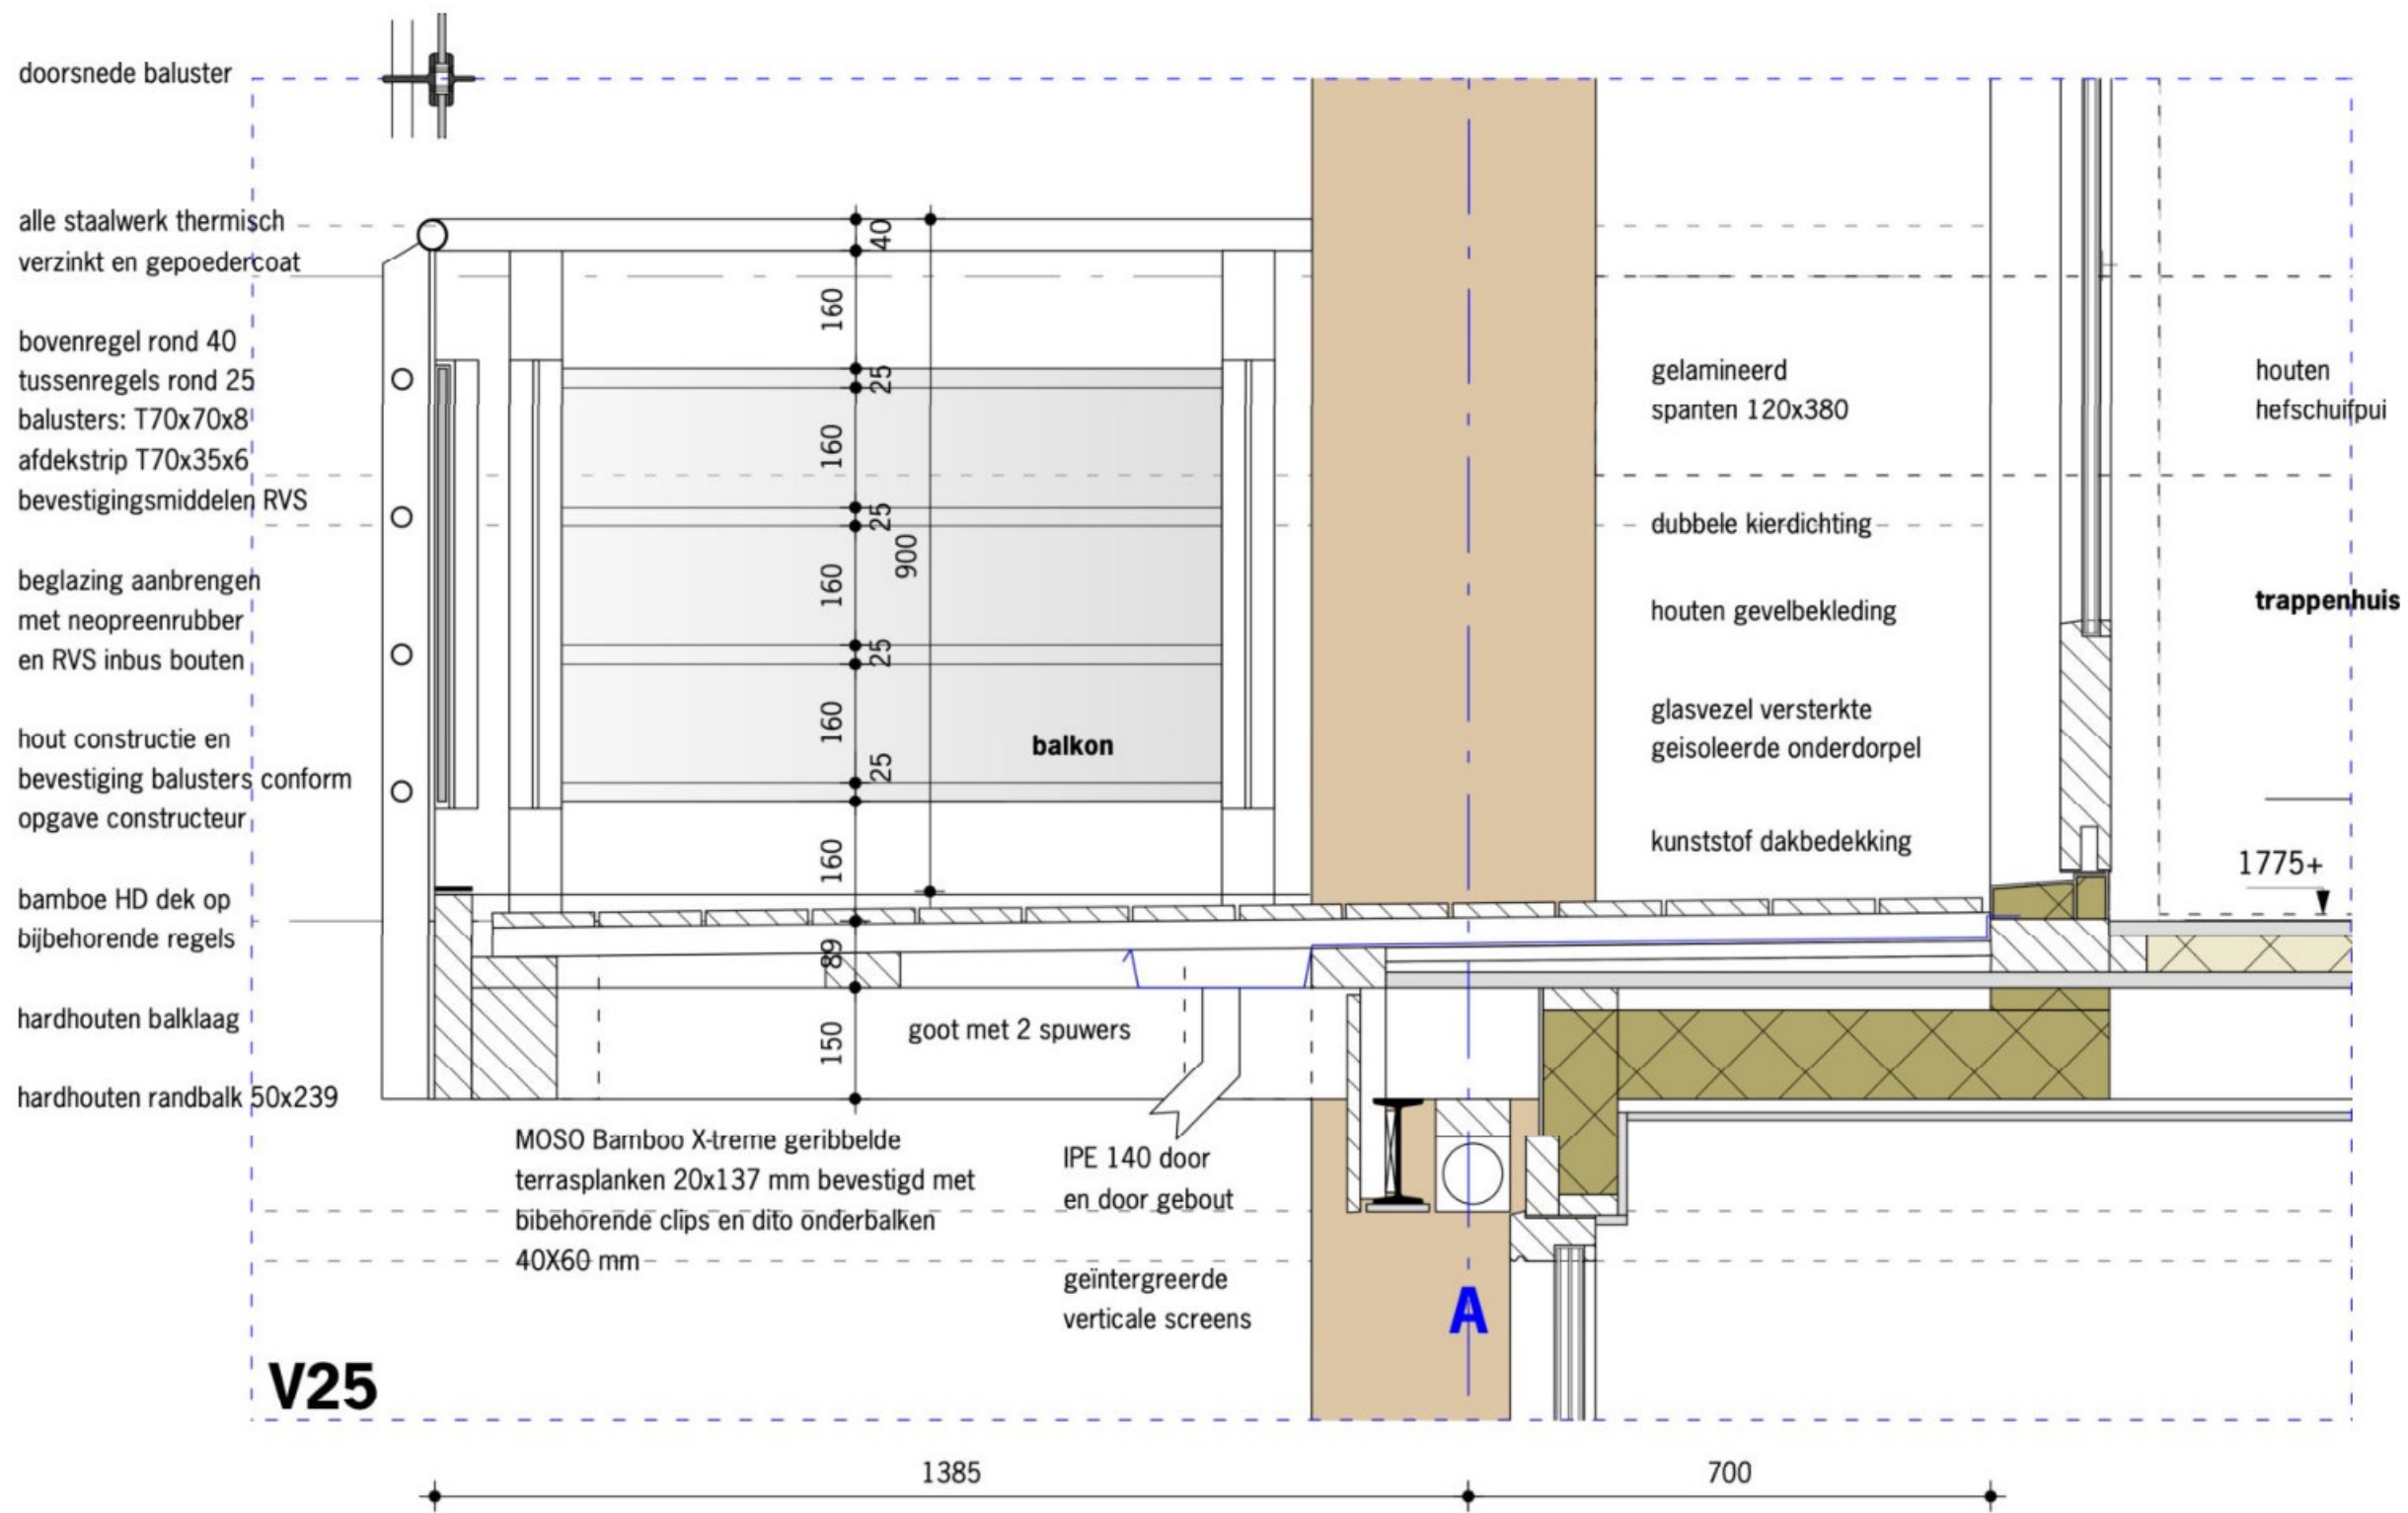 doorsnede baluster
alle staalwerk thermisch
verzinkt en gepoedercoat
bovenregel rond 40
tussenregels rond 25
balusters: T70x70x8
afdekstrip T70x35x6
bevestigingsmiddelen RVS
beglazing aanbrengen
met neopreenrubber
en RVS inbus bouten
hout constructie en
bevestiging balusters conform
opgave constructeur
bamboe HD dek op
bijbehorende regels
hardhouten balklaag
hardhouten randbalk 50x239
40
160
25
160
25
160
25
160
25
160
89
150
900
balkon
goot met 2 spuwers
MOSO Bamboo X-treme geribbelde
terrasplanken 20x137 mm bevestigd met
bibehorende clips en dito onderbalken
40X60 mm
IPE 140 door
en door gebout
geïntergreerde
verticale screens
gelamineerd
spanten 120x380
dubbele kierdichting
houten gevelbekleding
glasvezel versterkte
geisoleerde onderdorpel
kunststof dakbedekking
houten
hefschuifpui
trappenhuis
1775+
A
V25
1385
700